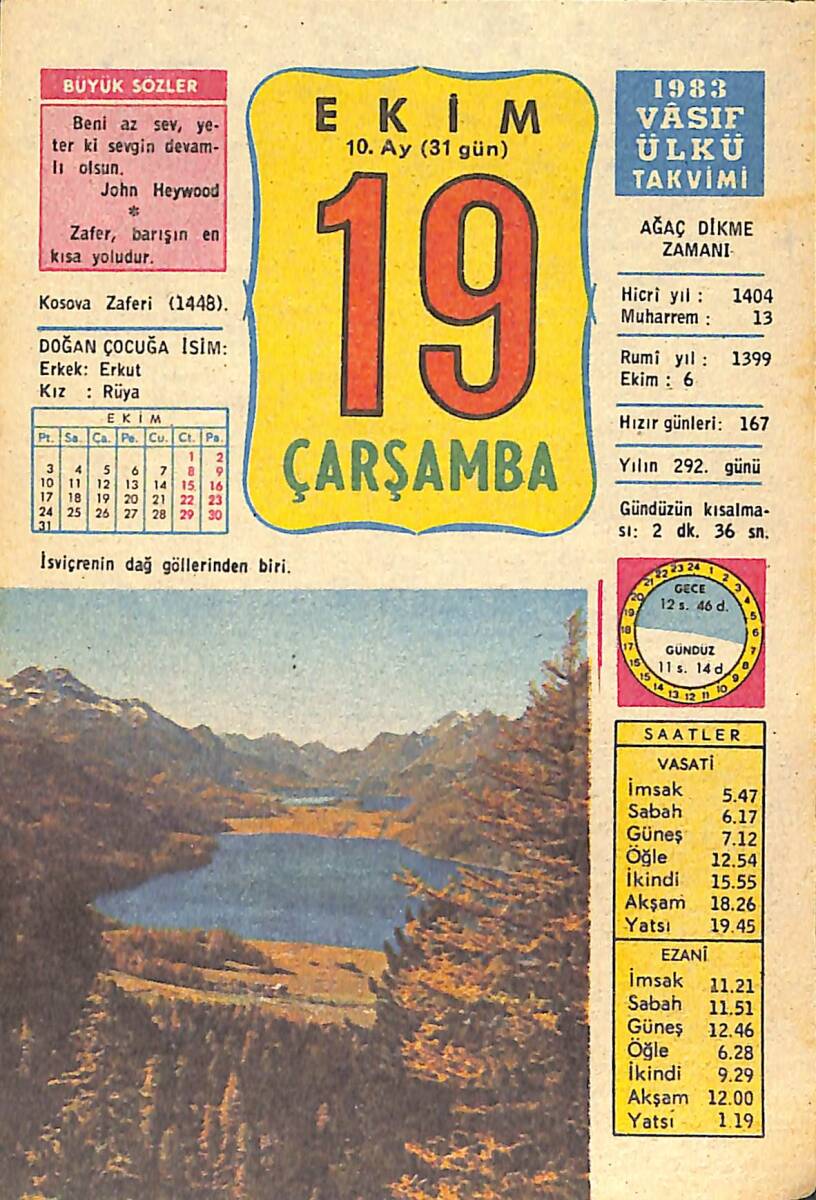 BÜYÜK SÖZLER
Beni az sev, ye-
ter ki sevgin devam-
lı olsun.
John Heywood
*
Zafer, barışın en
kısa yoludur.
Kosova Zaferi (1448).
DOĞAN ÇOCUĞA İSİM:
Erkek: Erkut
Kız : Rüya
EKİM
Pt. Sa. Ça. Pe. Cu. Ct. Pa.
1 2
3 4 5 6 7 8 9
10 11 12 13 14 15 16
17 18 19 20 21 22 23
24 25 26 27 28 29 30
31
EKİM
10. Ay (31 gün)
19
ÇARŞAMBA
1983
VÂSIF
ÜLKÜ
TAKVİMİ
AĞAÇ DİKME
ZAMANI
Hicrî yıl : 1404
Muharrem : 13
Rumî yıl : 1399
Ekim : 6
Hızır günleri: 167
Yılın 292. günü
Gündüzün kısalma-
sı: 2 dk. 36 sn.
İsviçrenin dağ göllerinden biri.
GECE
12 s. 46 d.
GÜNDÜZ
11 s. 14 d
SAATLER
VASATİ
İmsak 5.47
Sabah 6.17
Güneş 7.12
Öğle 12.54
İkindi 15.55
Akşam 18.26
Yatsı 19.45
EZANİ
İmsak 11.21
Sabah 11.51
Güneş 12.46
Öğle 6.28
İkindi 9.29
Akşam 12.00
Yatsı 1.19